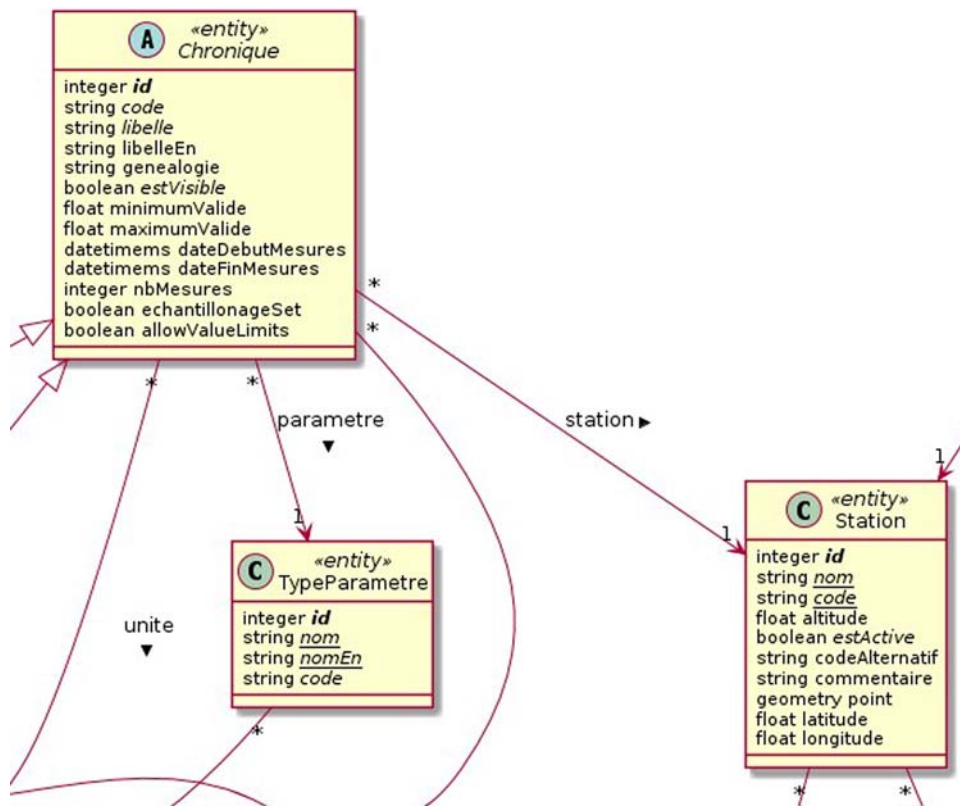 A «entity»
Chronique
integer id
string code
string libelle
string libelleEn
string genealogie
boolean estVisible
float minimumValide
float maximumValide
datetimems dateDebutMesures
datetimems dateFinMesures
integer nbMesures
boolean echantillonageSet
boolean allowValueLimits
*
*
*
*
parametre
▼
station ►
1
1
1
C «entity»
TypeParametre
integer id
string nom
string nomEn
string code
*
unite
▼
C «entity»
Station
integer id
string nom
string code
float altitude
boolean estActive
string codeAlternatif
string commentaire
geometry point
float latitude
float longitude
*
*